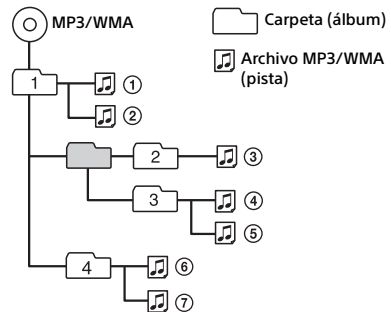 MP3/WMA
Carpeta (álbum)
Archivo MP3/WMA
(pista)
1 ①
②
2 ③
3 ④
⑤
4 ⑥
⑦